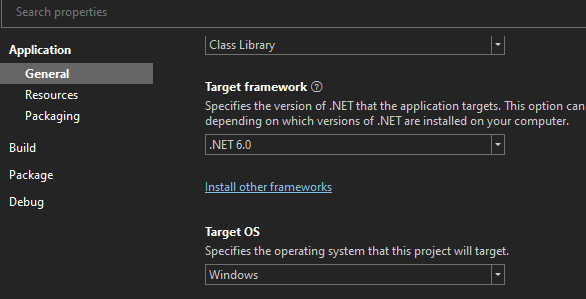 Search properties
Application
General
Resources
Packaging
Build
Package
Debug
Class Library
Target framework
Specifies the version of .NET that the application targets. This option can
depending on which versions of .NET are installed on your computer.
.NET 6.0
Install other frameworks
Target OS
Specifies the operating system that this project will target.
Windows